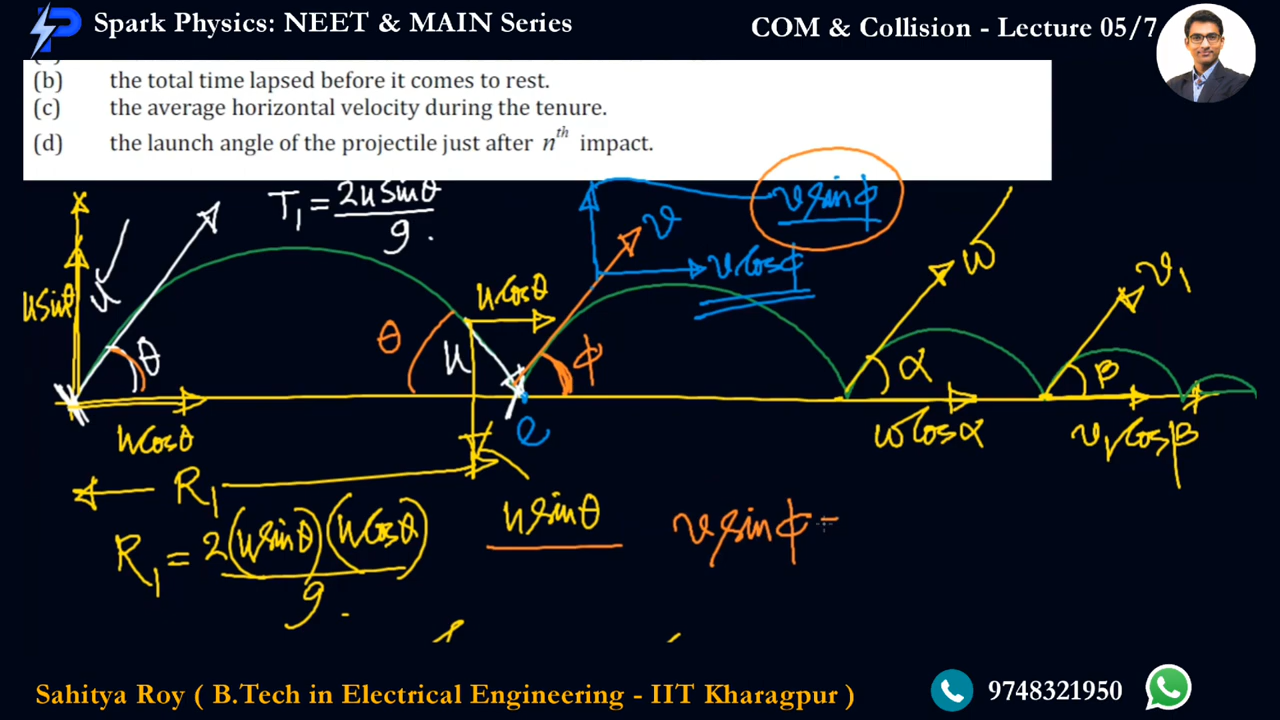 Spark Physics: NEET & MAIN Series
COM & Collision - Lecture 05/7
(b) the total time lapsed before it comes to rest.
(c) the average horizontal velocity during the tenure.
(d) the launch angle of the projectile just after nth impact.
T₁ = 2u sinθ / g.
v sinϕ
v
v cosϕ
w
v₁
u sinθ
u
θ
u cosθ
θ
u
ϕ
α
β
e
u cosθ
w cosα
v₁ cosβ
R₁
R₁ = 2(u sinθ)(u cosθ) / g.
u sinθ
v sinϕ =
Sahitya Roy ( B.Tech in Electrical Engineering - IIT Kharagpur )
9748321950